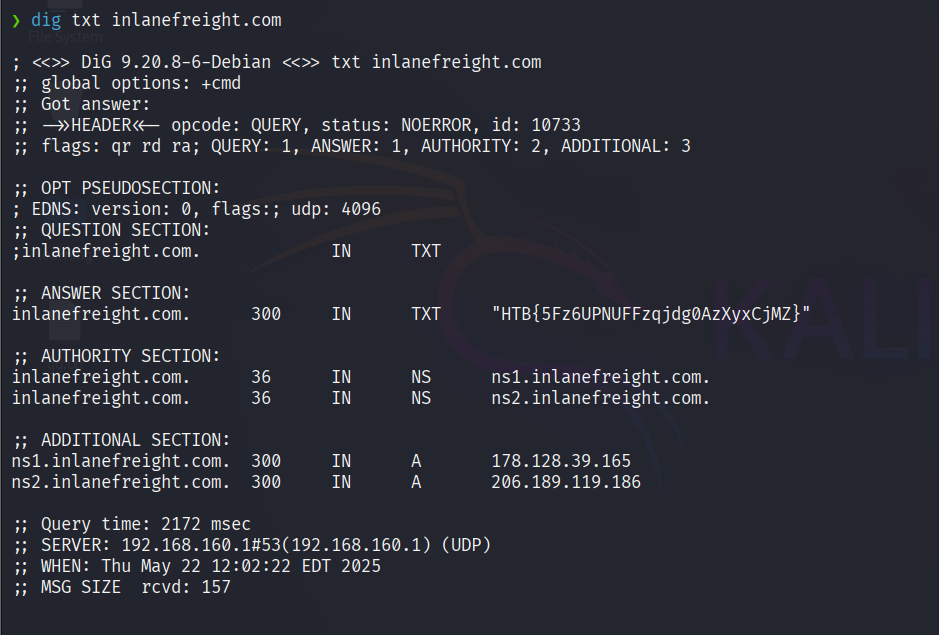 ❯ dig txt inlanefreight.com
File System
; <<>> DiG 9.20.8-6-Debian <<>> txt inlanefreight.com
;; global options: +cmd
;; Got answer:
;; ->>HEADER<<- opcode: QUERY, status: NOERROR, id: 10733
;; flags: qr rd ra; QUERY: 1, ANSWER: 1, AUTHORITY: 2, ADDITIONAL: 3
;; OPT PSEUDOSECTION:
; EDNS: version: 0, flags:; udp: 4096
;; QUESTION SECTION:
;inlanefreight.com. IN TXT
;; ANSWER SECTION:
inlanefreight.com. 300 IN TXT "HTB{5Fz6UPNUFFzqjdg0AzXyxCjMZ}"
KALI
;; AUTHORITY SECTION:
inlanefreight.com. 36 IN NS ns1.inlanefreight.com.
inlanefreight.com. 36 IN NS ns2.inlanefreight.com.
;; ADDITIONAL SECTION:
ns1.inlanefreight.com. 300 IN A 178.128.39.165
ns2.inlanefreight.com. 300 IN A 206.189.119.186
;; Query time: 2172 msec
;; SERVER: 192.168.160.1#53(192.168.160.1) (UDP)
;; WHEN: Thu May 22 12:02:22 EDT 2025
;; MSG SIZE rcvd: 157